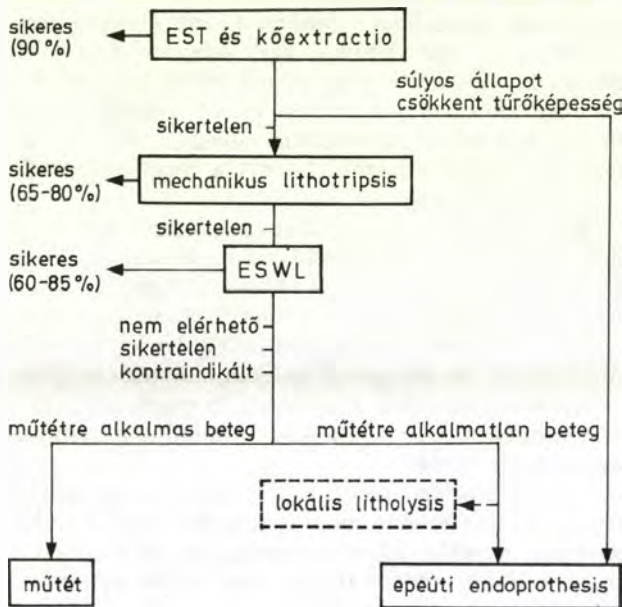 sikeres
(90 %)
EST és kőextractio
súlyos állapot
csökkent tűrőképesség
sikertelen
sikeres
(65-80%)
mechanikus lithotripsis
sikertelen
sikeres
(60-85%)
ESWL
nem elérhető
sikertelen
kontraindikált
műtétre alkalmas beteg
műtétre alkalmatlan beteg
lokális litholysis
műtét
epeúti endoprothesis